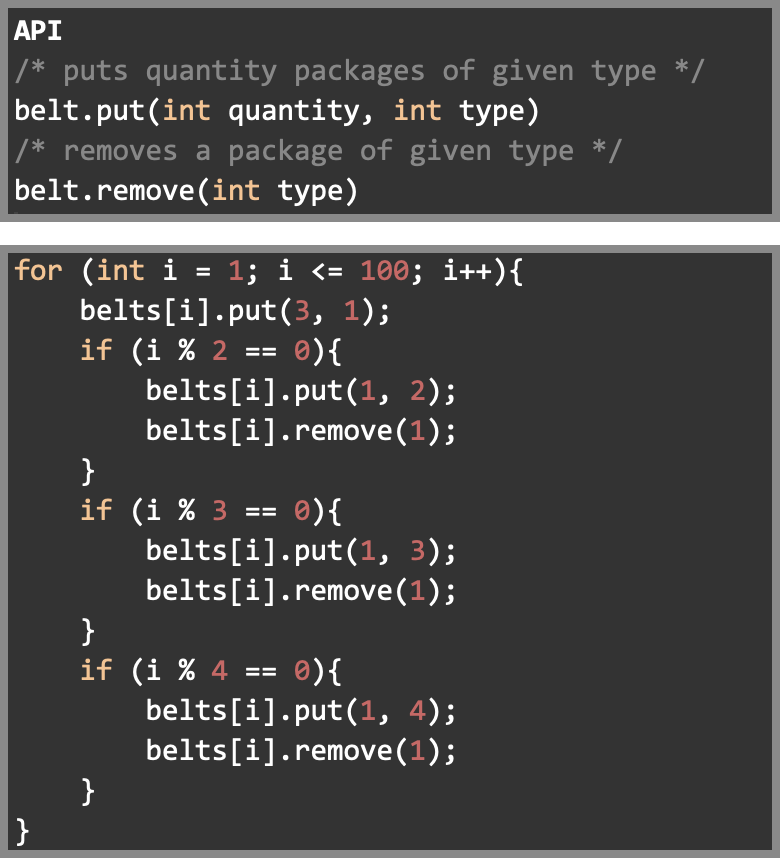 API
/* puts quantity packages of given type */
belt.put(int quantity, int type)
/* removes a package of given type */
belt.remove(int type)
for (int i = 1; i <= 100; i++){
    belts[i].put(3, 1);
    if (i % 2 == 0){
        belts[i].put(1, 2);
        belts[i].remove(1);
    }
    if (i % 3 == 0){
        belts[i].put(1, 3);
        belts[i].remove(1);
    }
    if (i % 4 == 0){
        belts[i].put(1, 4);
        belts[i].remove(1);
    }
}